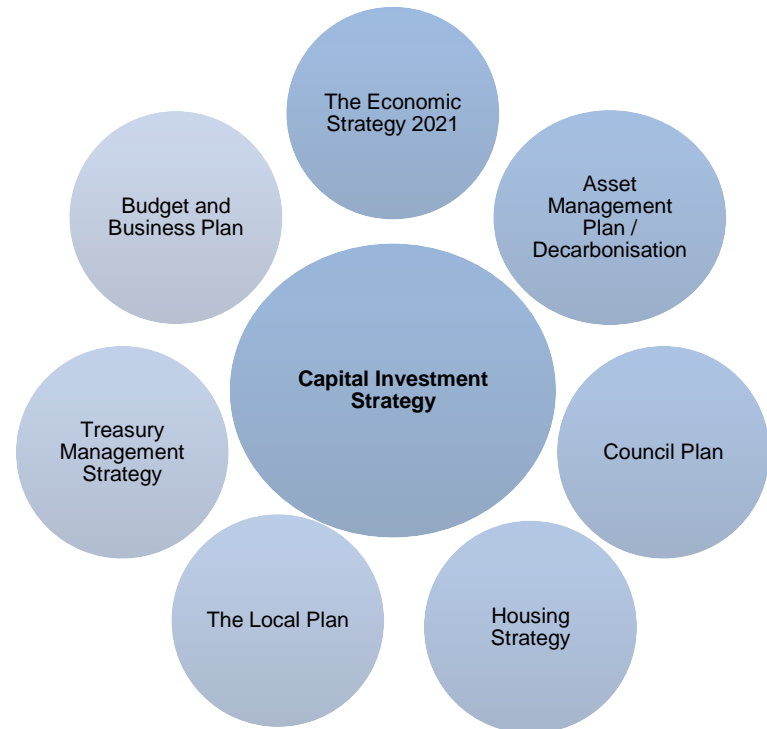 The Economic
Strategy 2021
Asset
Management
Plan /
Decarbonisation
Budget and
Business Plan
Capital Investment
Strategy
Council Plan
Treasury
Management
Strategy
The Local Plan
Housing
Strategy